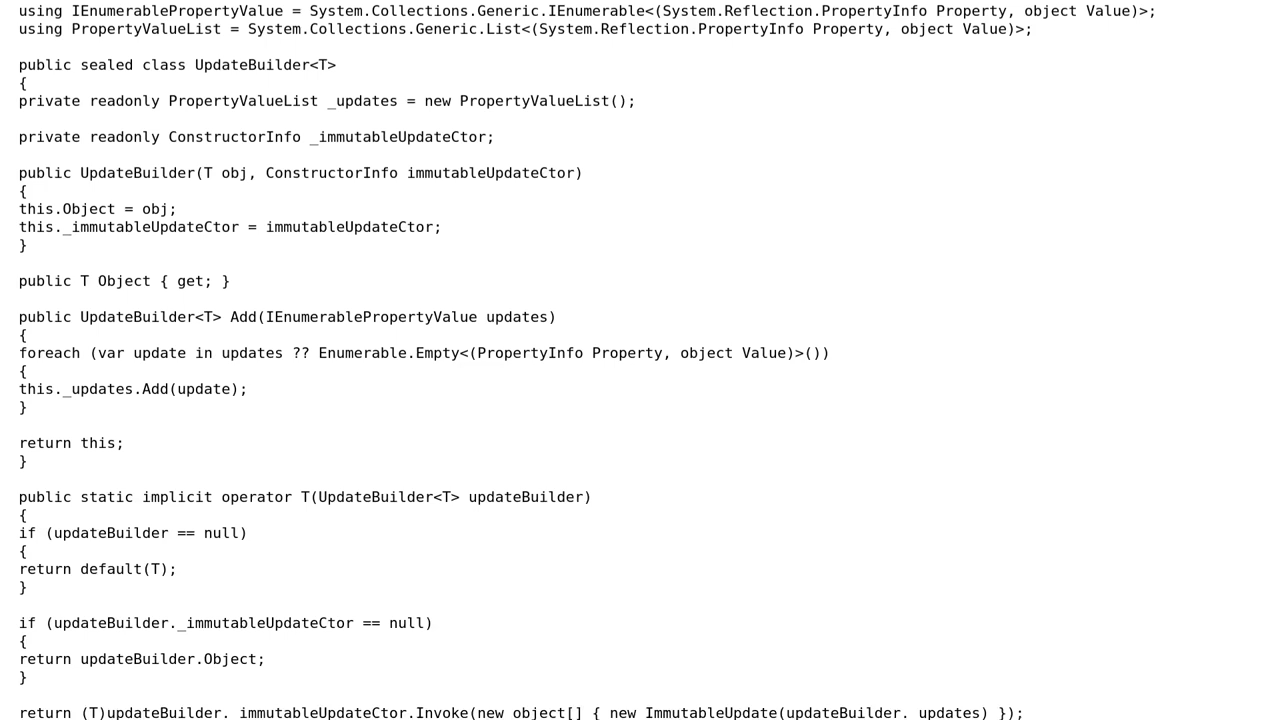 using IEnumerablePropertyValue = System.Collections.Generic.IEnumerable<(System.Reflection.PropertyInfo Property, object Value)>;
using PropertyValueList = System.Collections.Generic.List<(System.Reflection.PropertyInfo Property, object Value)>;
public sealed class UpdateBuilder<T>
{
private readonly PropertyValueList _updates = new PropertyValueList();
private readonly ConstructorInfo _immutableUpdateCtor;
public UpdateBuilder(T obj, ConstructorInfo immutableUpdateCtor)
{
this.Object = obj;
this._immutableUpdateCtor = immutableUpdateCtor;
}
public T Object { get; }
public UpdateBuilder<T> Add(IEnumerablePropertyValue updates)
{
foreach (var update in updates ?? Enumerable.Empty<(PropertyInfo Property, object Value)>())
{
this._updates.Add(update);
}
return this;
}
public static implicit operator T(UpdateBuilder<T> updateBuilder)
{
if (updateBuilder == null)
{
return default(T);
}
if (updateBuilder._immutableUpdateCtor == null)
{
return updateBuilder.Object;
}
return (T)updateBuilder._immutableUpdateCtor.Invoke(new object[] { new ImmutableUpdate(updateBuilder._updates) });